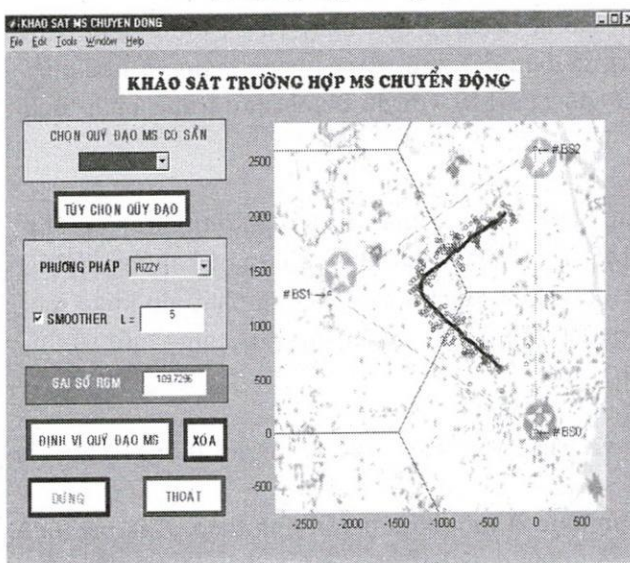 KHAO SAT MS CHUYEN DONG
File Edit Tools Window Help
KHẢO SÁT TRƯỜNG HỢP MS CHUYỂN ĐỘNG
CHỌN QUỸ ĐẠO MS CÓ SẴN
TÙY CHỌN QŨY ĐẠO
PHƯƠNG PHÁP
SMOOTHER L = 5
SAI SỐ RGM 109.7296
ĐỊNH VỊ QUỸ ĐẠO MS XÓA
DỪNG THOÁT
2500
2000
1500
1000
500
0
-500
-2500 -2000 -1500 -1000 -500 0 500
#BS2
#BS1
#BS0